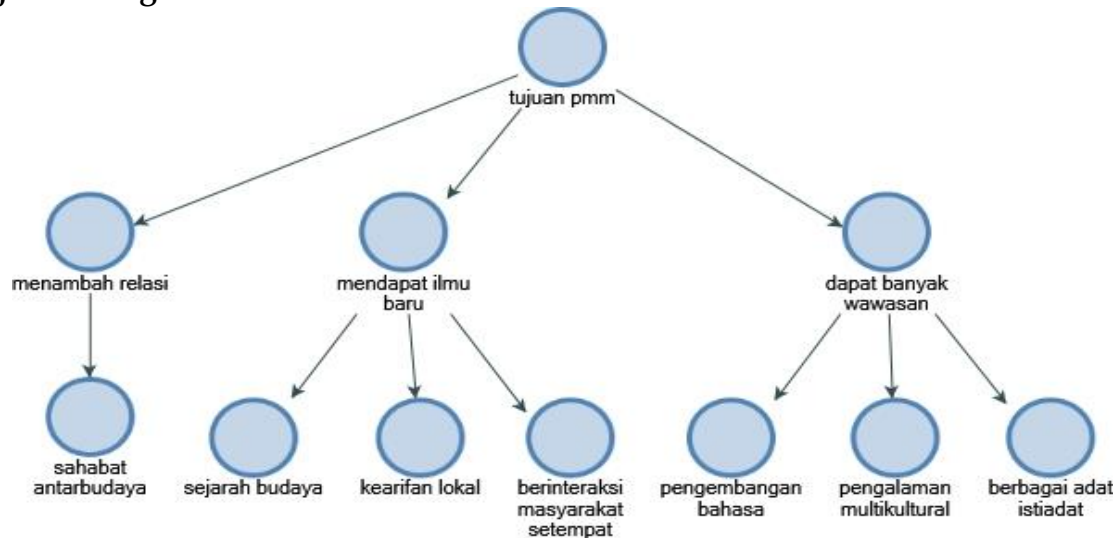 tujuan pmm
menambah relasi
mendapat ilmu
baru
dapat banyak
wawasan
sahabat
antarbudaya
sejarah budaya
kearifan lokal
berinteraksi
masyarakat
setempat
pengembangan
bahasa
pengalaman
multikultural
berbagai adat
istiadat